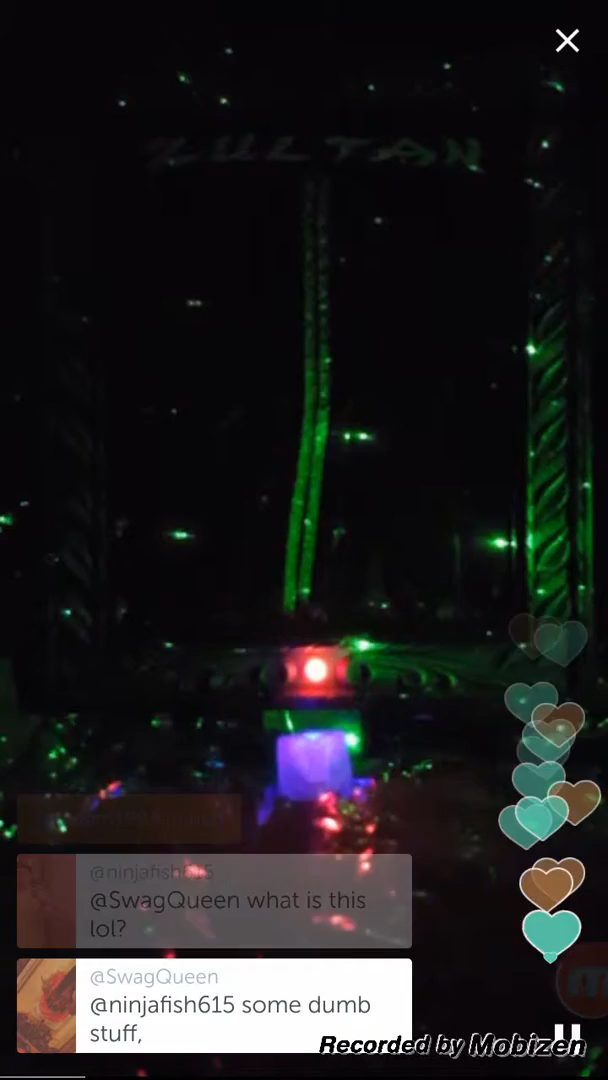 ZULTAN
@ninjafish615
@SwagQueen what is this
lol?
@SwagQueen
@ninjafish615 some dumb
stuff,
Recorded by Mobizen